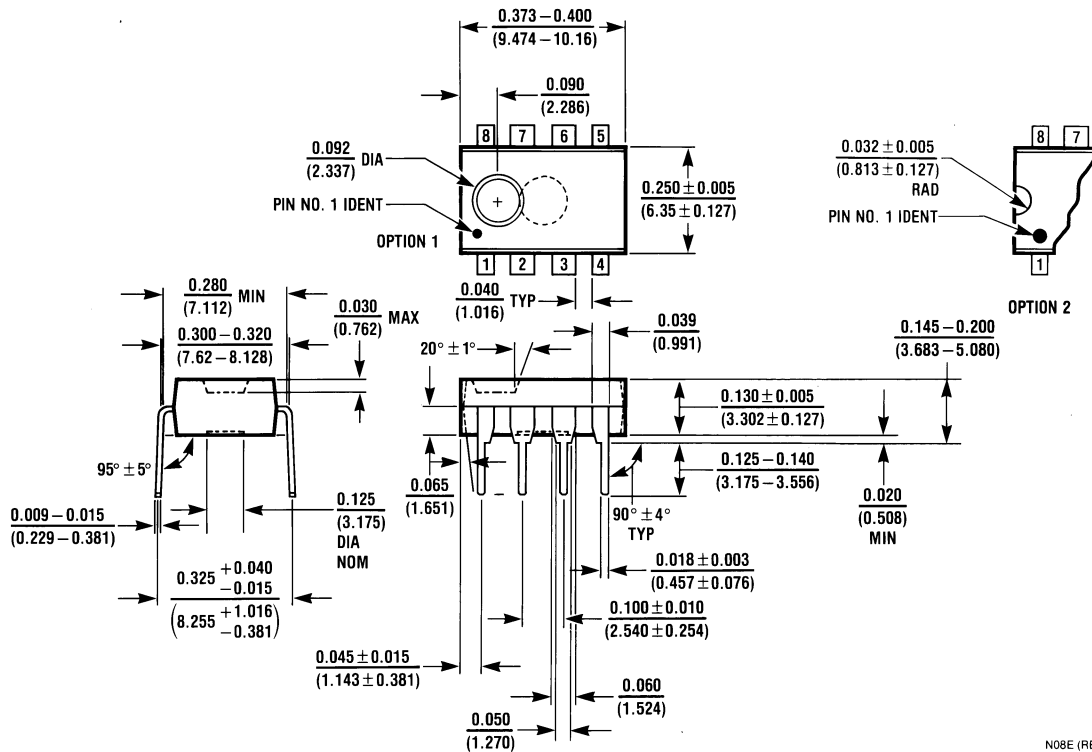 0.373 – 0.400
(9.474 – 10.16)
0.090
(2.286)
8 7 6 5
0.092 DIA
(2.337)
PIN NO. 1 IDENT
OPTION 1
1 2 3 4
0.250 ± 0.005
(6.35 ± 0.127)
0.032 ± 0.005
(0.813 ± 0.127)
RAD
PIN NO. 1 IDENT
8 7
1
OPTION 2
0.280 MIN
(7.112)
0.030 MAX
(0.762)
0.300 – 0.320
(7.62 – 8.128)
0.040 TYP
(1.016)
0.039
(0.991)
0.145 – 0.200
(3.683 – 5.080)
20° ± 1°
0.130 ± 0.005
(3.302 ± 0.127)
95° ± 5°
0.065
(1.651)
0.125 – 0.140
(3.175 – 3.556)
90° ± 4°
TYP
0.020
(0.508)
MIN
0.009 – 0.015
(0.229 – 0.381)
0.125
(3.175)
DIA
NOM
0.325 +0.040
-0.015
(8.255 +1.016
-0.381)
0.018 ± 0.003
(0.457 ± 0.076)
0.100 ± 0.010
(2.540 ± 0.254)
0.045 ± 0.015
(1.143 ± 0.381)
0.060
(1.524)
0.050
(1.270)
N08E